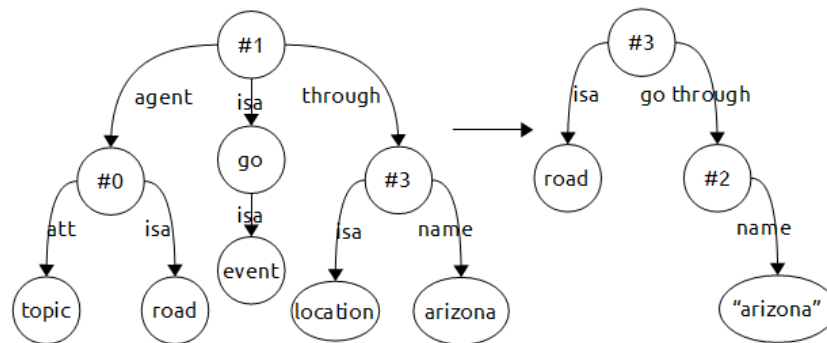 #1
#3
agent
isa
through
isa
go through
#0
go
#3
road
#2
att
isa
isa
isa
name
name
topic
road
event
location
arizona
"arizona"